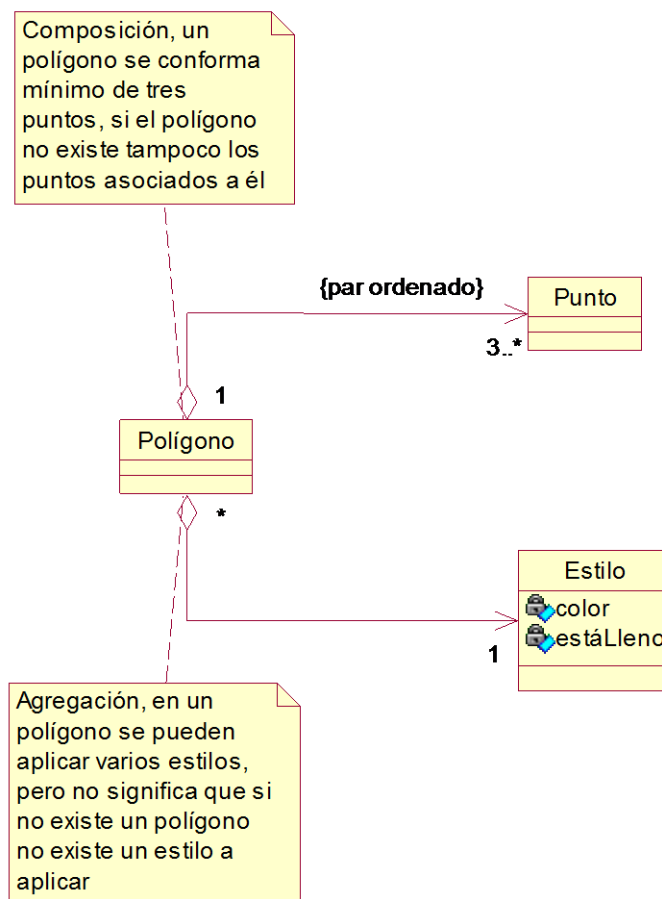 Composición, un
polígono se conforma
mínimo de tres
puntos, si el polígono
no existe tampoco los
puntos asociados a él
{par ordenado}
Punto
3..*
1
Polígono
*
Estilo
color
estáLleno
1
Agregación, en un
polígono se pueden
aplicar varios estilos,
pero no significa que si
no existe un polígono
no existe un estilo a
aplicar